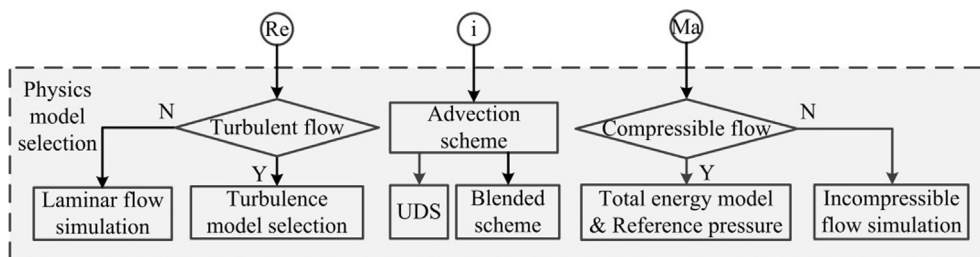 Re
i
Ma
Physics
model
selection
N
Turbulent flow
Y
Laminar flow
simulation
Turbulence
model selection
Advection
scheme
UDS
Blended
scheme
Compressible flow
N
Y
Total energy model
& Reference pressure
Incompressible
flow simulation